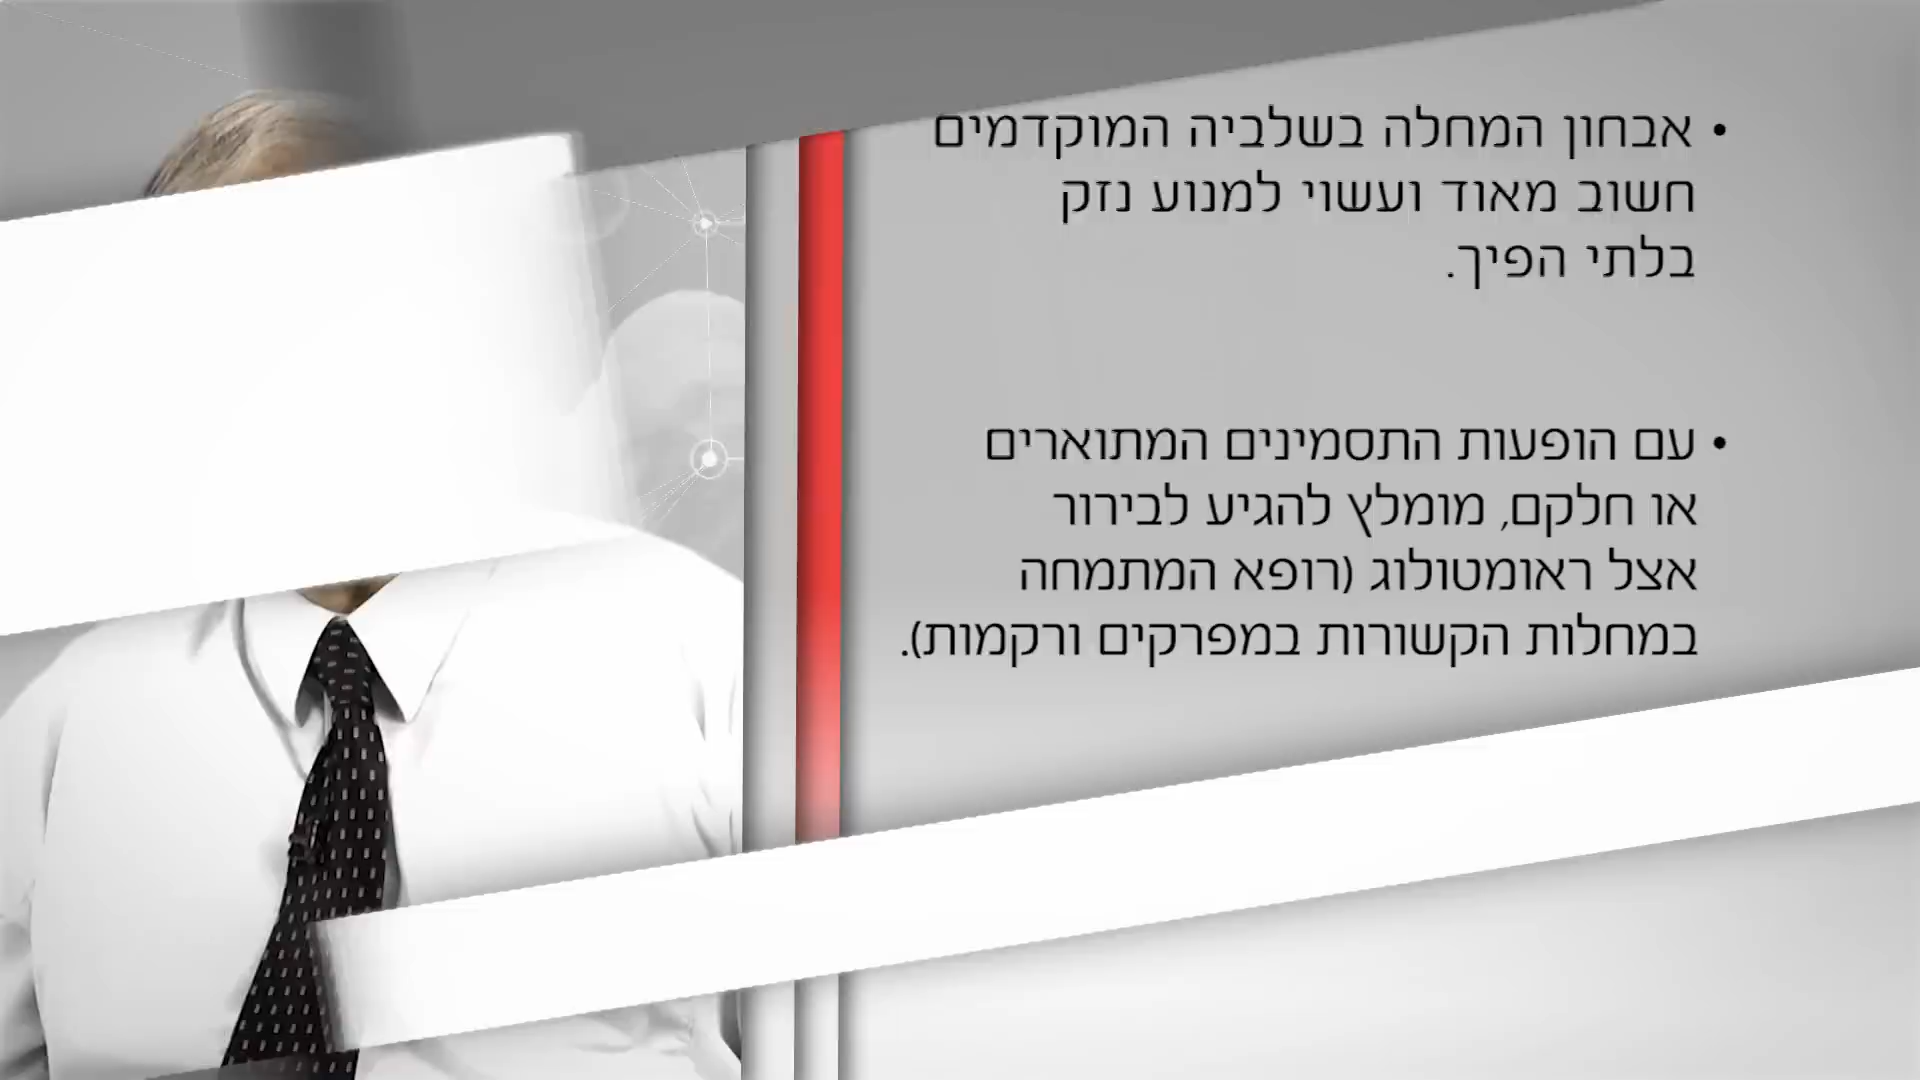 • אבחון המחלה בשלביה המוקדמים
חשוב מאוד ועשוי למנוע נזק
בלתי הפיך.
• עם הופעות התסמינים המתוארים
או חלקם, מומלץ להגיע לבירור
אצל ראומטולוג (רופא המתמחה
במחלות הקשורות במפרקים ורקמות).